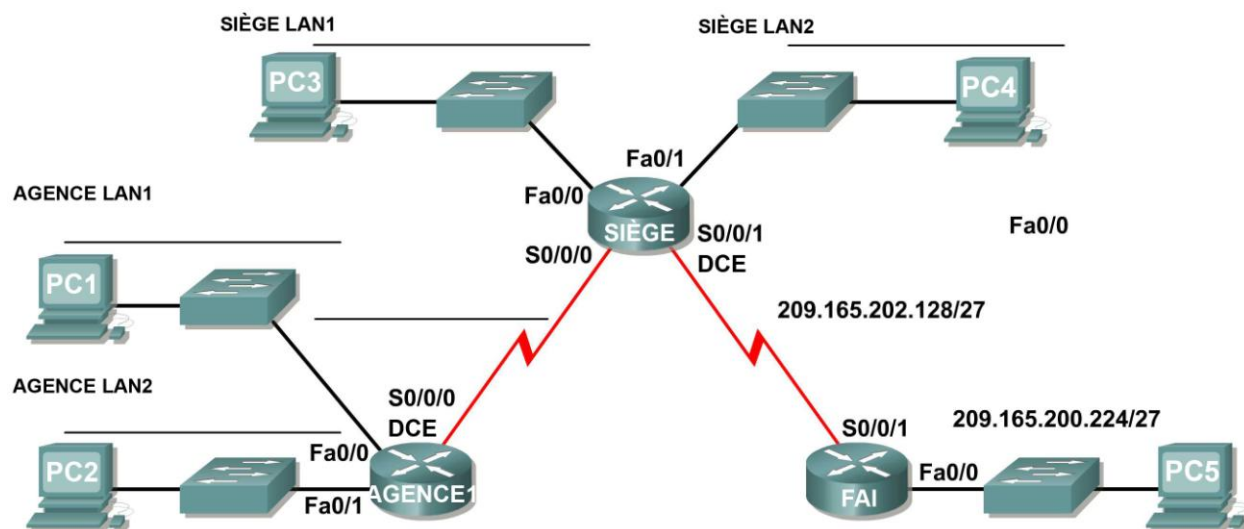 SIÈGE LAN1
SIÈGE LAN2
PC3
PC4
Fa0/1
Fa0/0
SIÈGE
AGENCE LAN1
S0/0/0
S0/0/1
DCE
Fa0/0
PC1
209.165.202.128/27
AGENCE LAN2
S0/0/0
DCE
S0/0/1
209.165.200.224/27
PC2
Fa0/0
Fa0/1
AGENCE1
FAI
Fa0/0
PC5